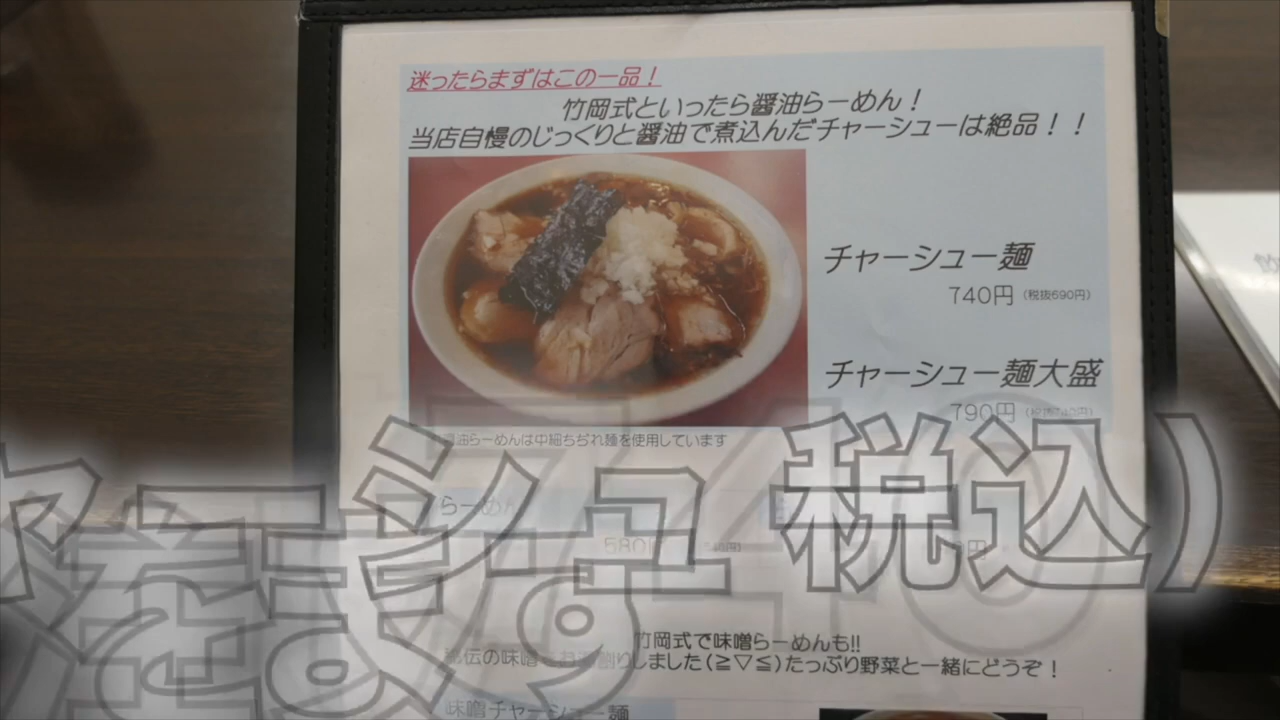 迷ったらまずはこの一品!
竹岡式といったら醤油らーめん!
当店自慢のじっくりと醤油で煮込んだチャーシューは絶品!!
チャーシュー麺
740円(税抜690円)
チャーシュー麺大盛
790円
醤油らーめんは中細ちぢれ麺を使用しています
らーめん
580円
ャーシュー 740 税込)
きます
竹岡式で味噌らーめんも!!
秘伝の味噌でお造りしました(≧▽≦)たっぷり野菜と一緒にどうぞ!
味噌チャーシュー麺